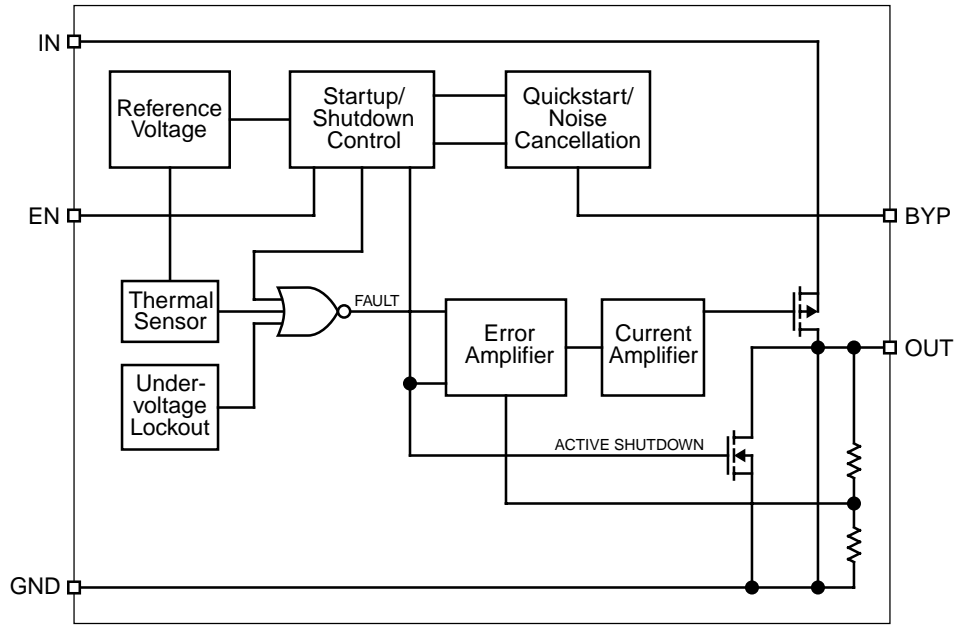 IN
Reference
Voltage
Startup/
Shutdown
Control
Quickstart/
Noise
Cancellation
EN
BYP
Thermal
Sensor
FAULT
Error
Amplifier
Current
Amplifier
OUT
Under-
voltage
Lockout
ACTIVE SHUTDOWN
GND